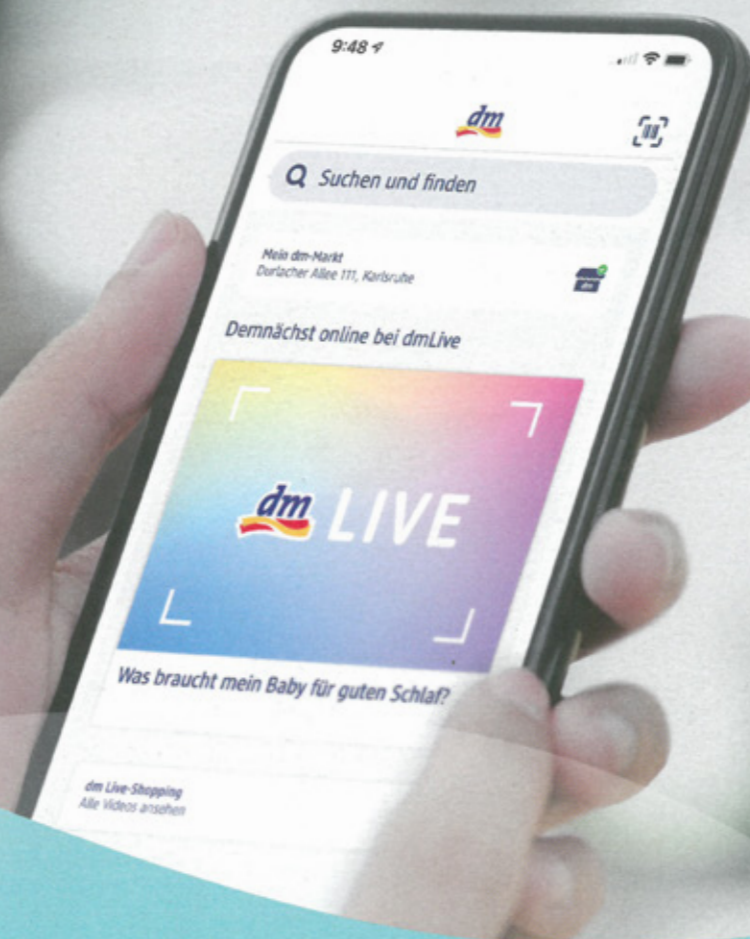 9:48
dm
Suchen und finden
Mein dm-Markt
Durlacher Allee 111, Karlsruhe
dm
Demnächst online bei dmLive
dm LIVE
Was braucht mein Baby für guten Schlaf?
dm Live-Shopping
Alle Videos ansehen